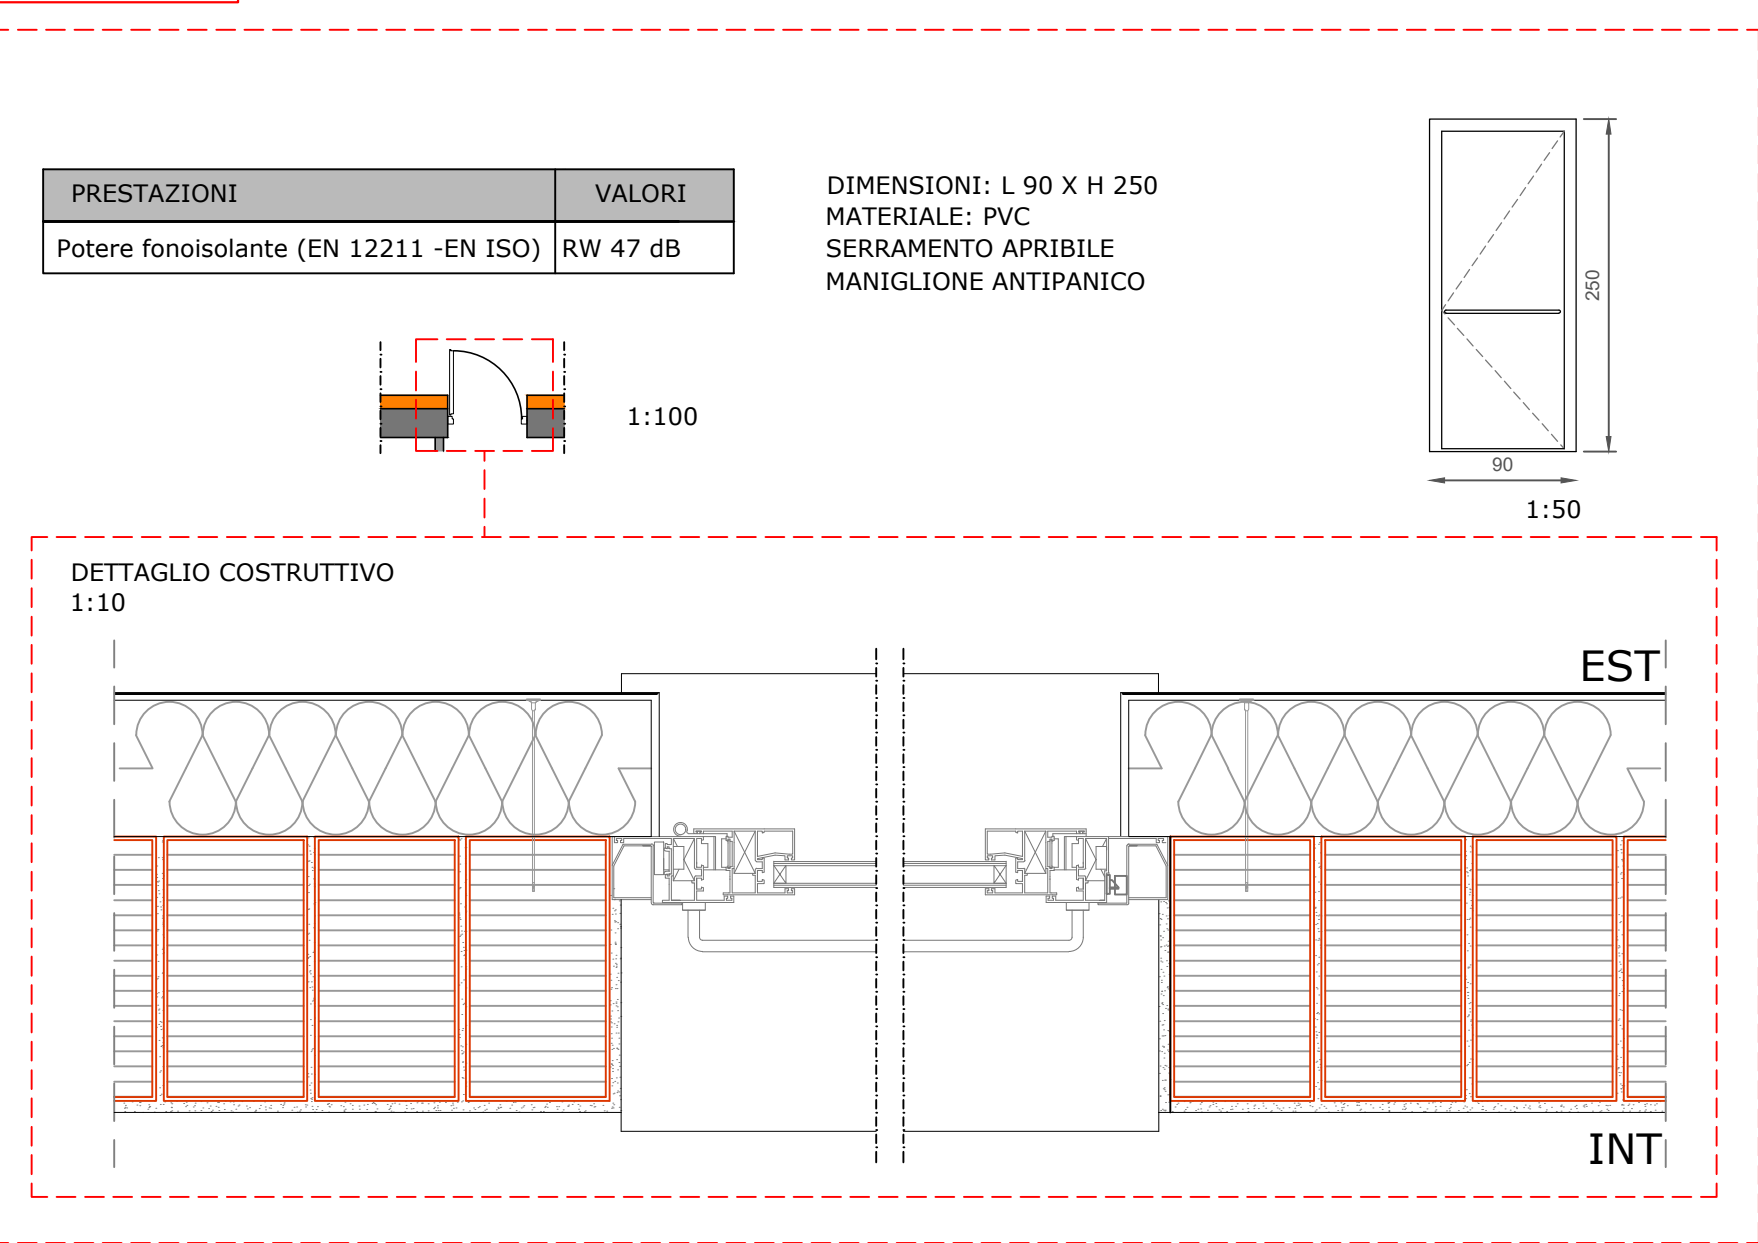 PRESTAZIONI VALORI
Potere fonoisolante (EN 12211 -EN ISO) RW 47 dB
DIMENSIONI: L 90 X H 250
MATERIALE: PVC
SERRAMENTO APRIBILE
MANIGLIONE ANTIPANICO
250
90
1:50
1:100
DETTAGLIO COSTRUTTIVO
1:10
EST
INT